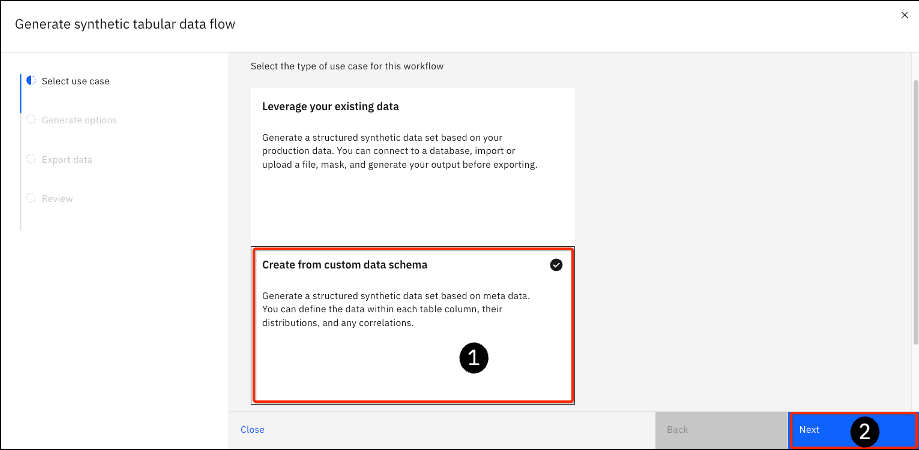 Generate synthetic tabular data flow
Select use case
Generate options
Export data
Review
Select the type of use case for this workflow
Leverage your existing data
Generate a structured synthetic data set based on your
production data. You can connect to a database, import or
upload a file, mask, and generate your output before exporting.
Create from custom data schema
Generate a structured synthetic data set based on meta data.
You can define the data within each table column, their
distributions, and any correlations.
1
Close
Back
Next
2